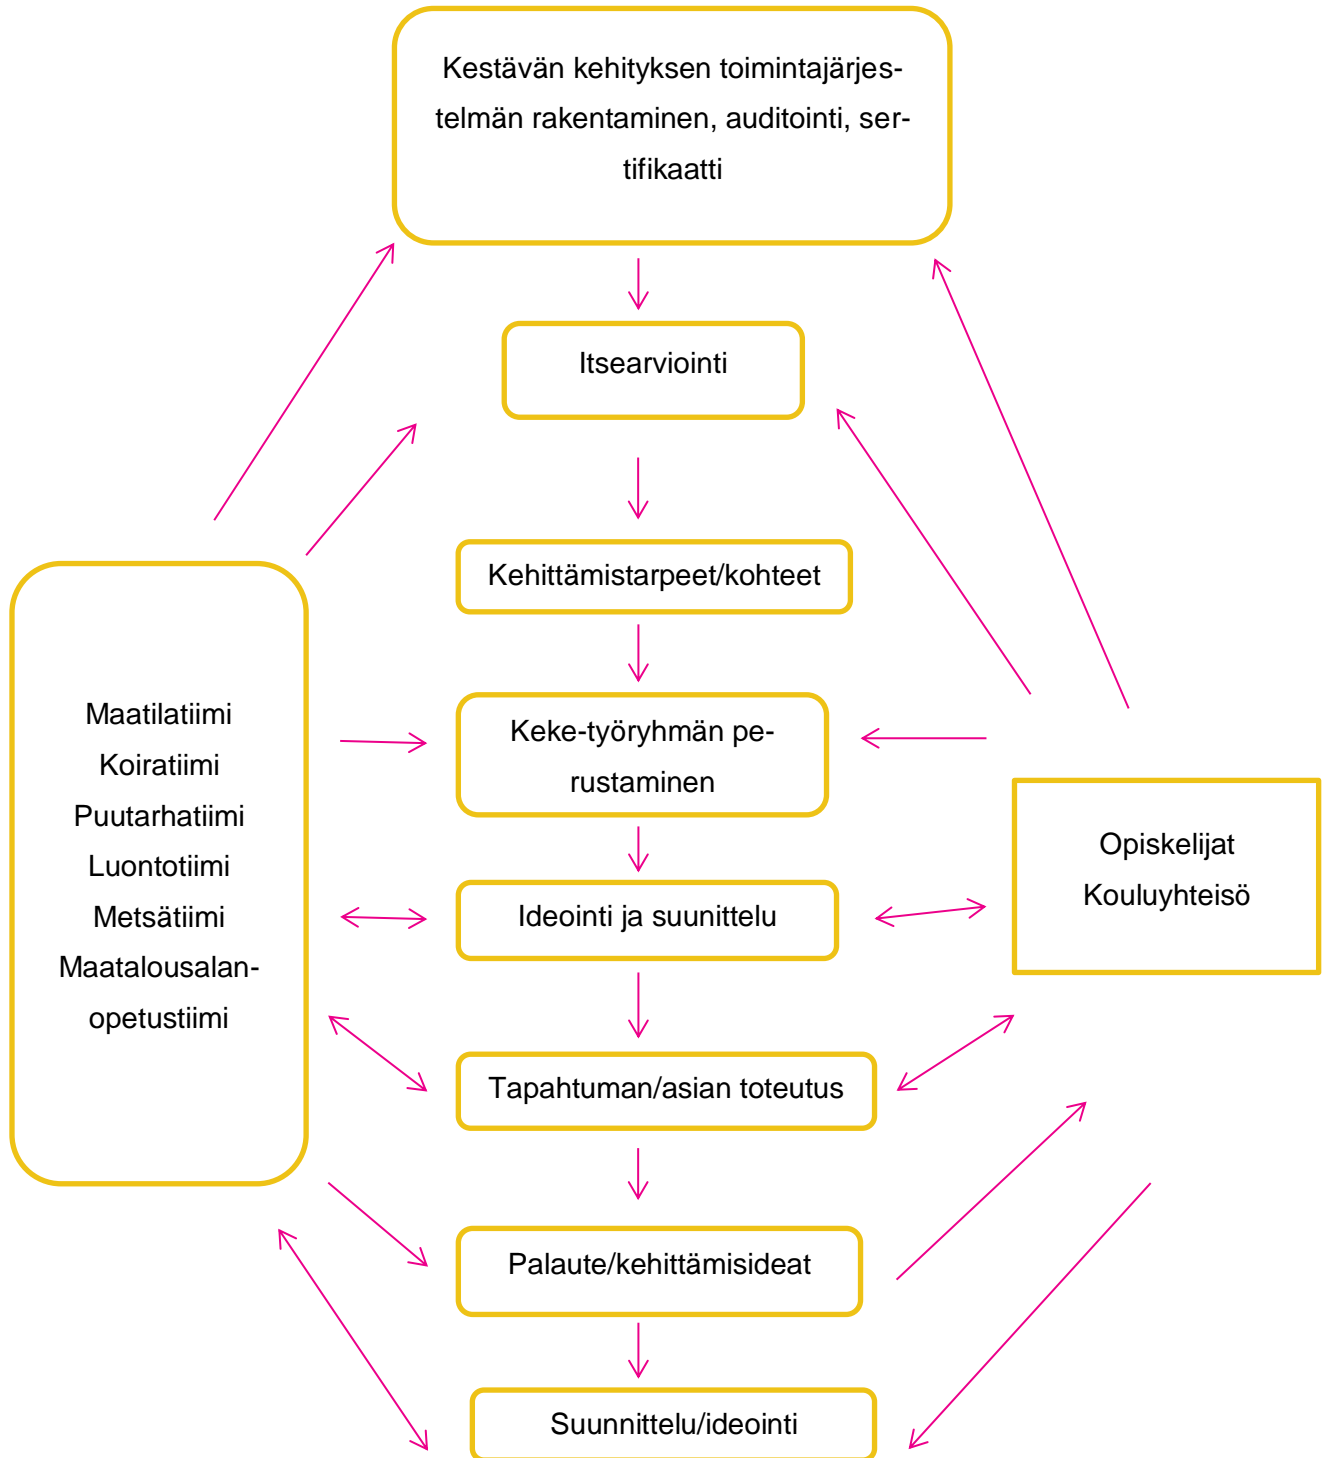 Kestävän kehityksen toimintajärjes-
telmän rakentaminen, auditointi, ser-
tifikaatti
Itsearviointi
Kehittämistarpeet/kohteet
Keke-työryhmän pe-
rustaminen
Maatilatiimi
Koiratiimi
Puutarhatiimi
Luontotiimi
Metsätiimi
Maatalousalan-
opetustiimi
Opiskelijat
Kouluyhteisö
Ideointi ja suunittelu
Tapahtuman/asian toteutus
Palaute/kehittämisideat
Suunnittelu/ideointi